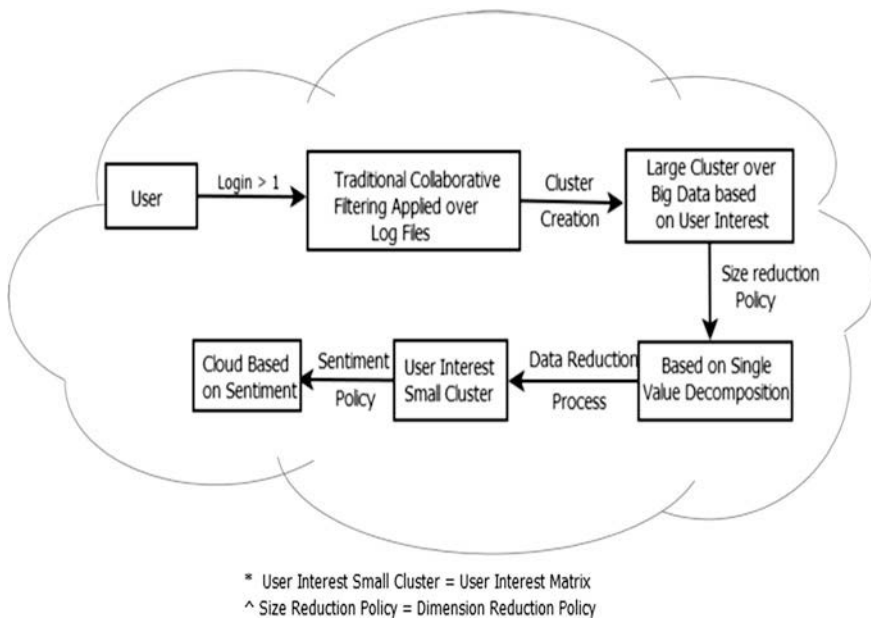 User
Login > 1
Traditional Collaborative
Filtering Applied over
Log Files
Cluster
Creation
Large Cluster over
Big Data based
on User Interest
Size reduction
Policy
Based on Single
Value Decomposition
Data Reduction
Process
User Interest
Small Cluster
Sentiment
Policy
Cloud Based
on Sentiment
* User Interest Small Cluster = User Interest Matrix
^ Size Reduction Policy = Dimension Reduction Policy